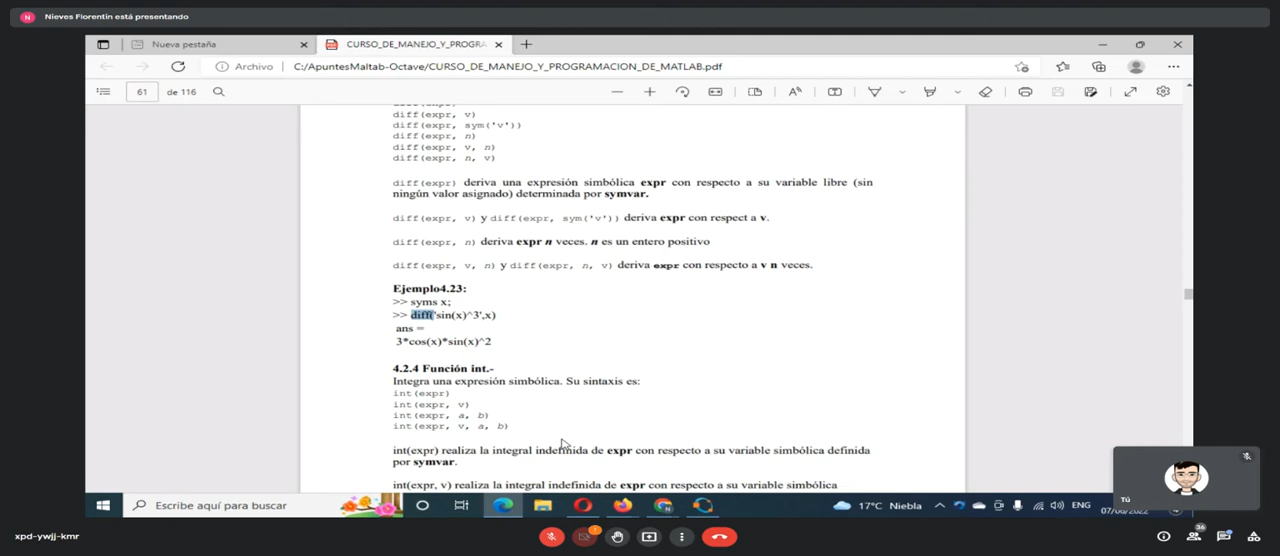 Nieves Florentin está presentando
Nueva pestaña
CURSO_DE_MANEJO_Y_PROGRA
Archivo
C:/ApuntesMaltab-Octave/CURSO_DE_MANEJO_Y_PROGRAMACION_DE_MATLAB.pdf
61 de 116
diff(expr, v)
diff(expr, sym('v'))
diff(expr, n)
diff(expr, v, n)
diff(expr, n, v)
diff(expr) deriva una expresión simbólica expr con respecto a su variable libre (sin
ningún valor asignado) determinada por symvar.
diff(expr, v) y diff(expr, sym('v')) deriva expr con respect a v.
diff(expr, n) deriva expr n veces. n es un entero positivo
diff(expr, v, n) y diff(expr, n, v) deriva expr con respecto a v n veces.
Ejemplo4.23:
>> syms x;
>> diff('sin(x)^3',x)
ans =
3*cos(x)*sin(x)^2
4.2.4 Función int.-
Integra una expresión simbólica. Su sintaxis es:
int(expr)
int(expr, v)
int(expr, a, b)
int(expr, v, a, b)
int(expr) realiza la integral indefinida de expr con respecto a su variable simbólica definida
por symvar.
int(expr, v) realiza la integral indefinida de expr con respecto a su variable simbólica
Tú
Escribe aquí para buscar
17°C Niebla
ENG
07/06/2022
xpd-ywjj-kmr
36